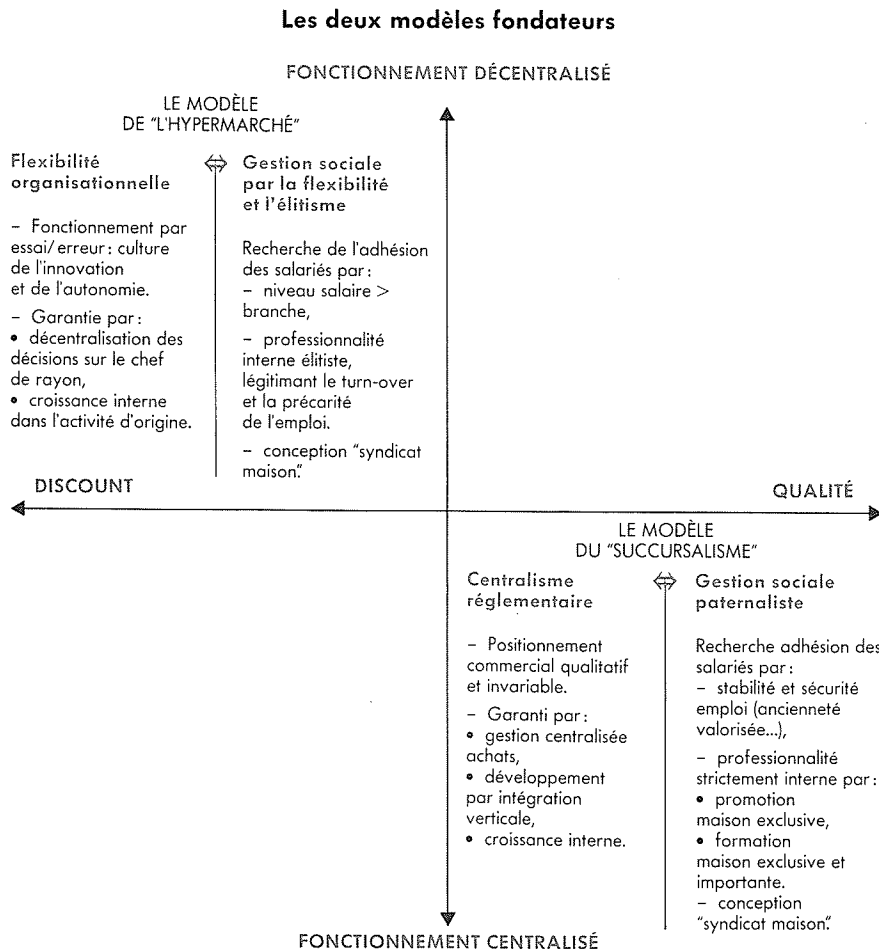 Les deux modèles fondateurs
FONCTIONNEMENT DÉCENTRALISÉ
LE MODÈLE
DE "L'HYPERMARCHÉ"
Flexibilité
organisationnelle
– Fonctionnement par
essai/erreur : culture
de l'innovation
et de l'autonomie.
– Garantie par :
• décentralisation des
décisions sur le chef
de rayon,
• croissance interne
dans l'activité d'origine.
⇔ Gestion sociale
par la flexibilité
et l'élitisme
Recherche de l'adhésion
des salariés par :
– niveau salaire >
branche,
– professionnalité
interne élitiste,
légitimant le turn-over
et la précarité
de l'emploi.
– conception "syndicat
maison."
DISCOUNT
QUALITÉ
LE MODÈLE
DU "SUCCURSALISME"
Centralisme
réglementaire
– Positionnement
commercial qualitatif
et invariable.
– Garanti par :
• gestion centralisée
achats,
• développement
par intégration
verticale,
• croissance interne.
⇔ Gestion sociale
paternaliste
Recherche adhésion des
salariés par :
– stabilité et sécurité
emploi (ancienneté
valorisée...),
– professionnalité
strictement interne par :
• promotion
maison exclusive,
• formation
maison exclusive et
importante.
– conception
"syndicat maison."
FONCTIONNEMENT CENTRALISÉ